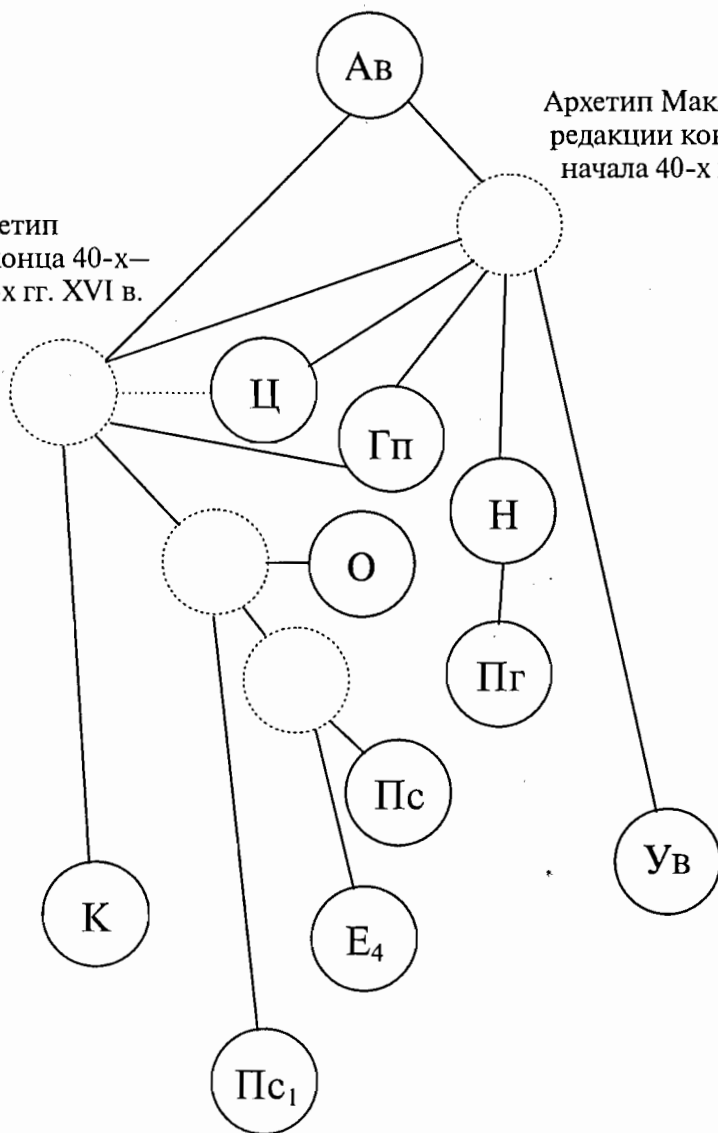 Ав
Архетип Мак
редакции кон
начала 40-х
етип
онца 40-х—
х гг. XVI в.
Ц
Гп
Н
О
Пг
Пс
Ув
К
Е₄
Пс₁